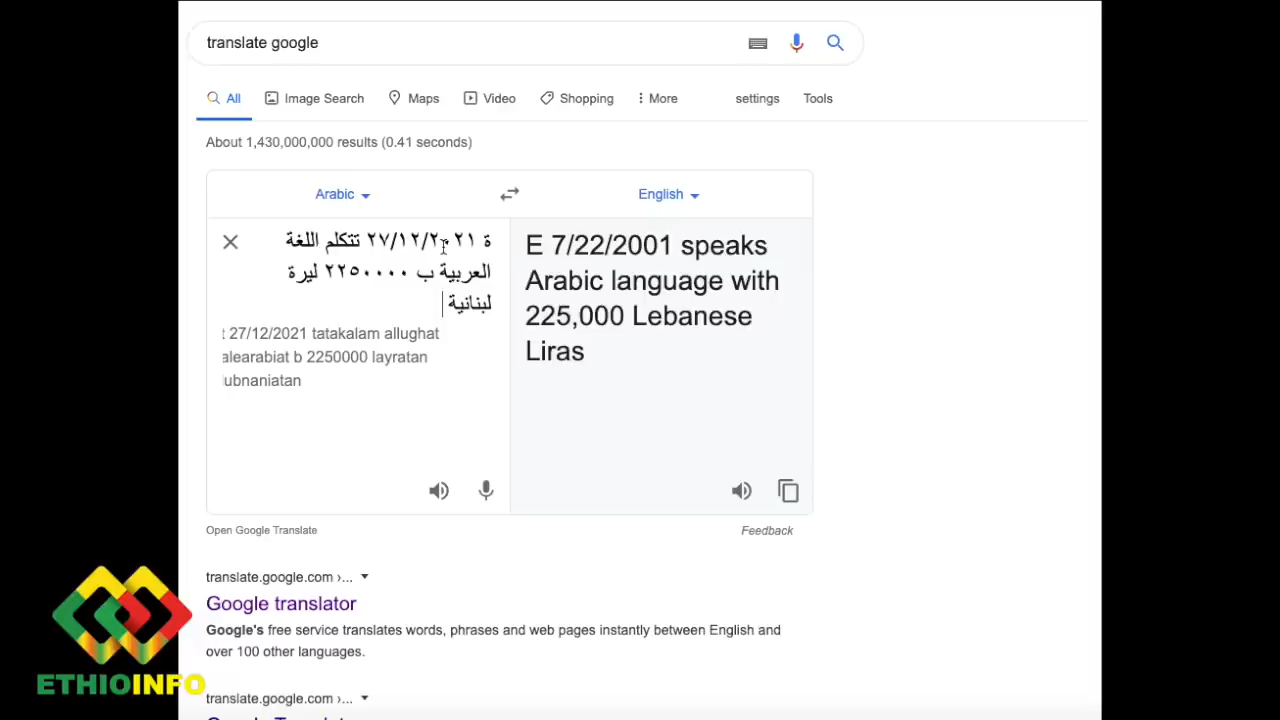 translate google
All
Image Search
Maps
Video
Shopping
More
settings
Tools
About 1,430,000,000 results (0.41 seconds)
Arabic
English
ة ٢٧/١٢/٢٠٢١ تتكلم اللغة
العربية ب ٢٢٥٠٠٠٠ ليرة
لبنانية
t 27/12/2021 tatakalam allughat
alearabiat b 2250000 layratan
lubnaniatan
E 7/22/2001 speaks
Arabic language with
225,000 Lebanese
Liras
Open Google Translate
Feedback
translate.google.com ›...
Google translator
Google's free service translates words, phrases and web pages instantly between English and
over 100 other languages.
translate.google.com ›...
ETHIOINFO